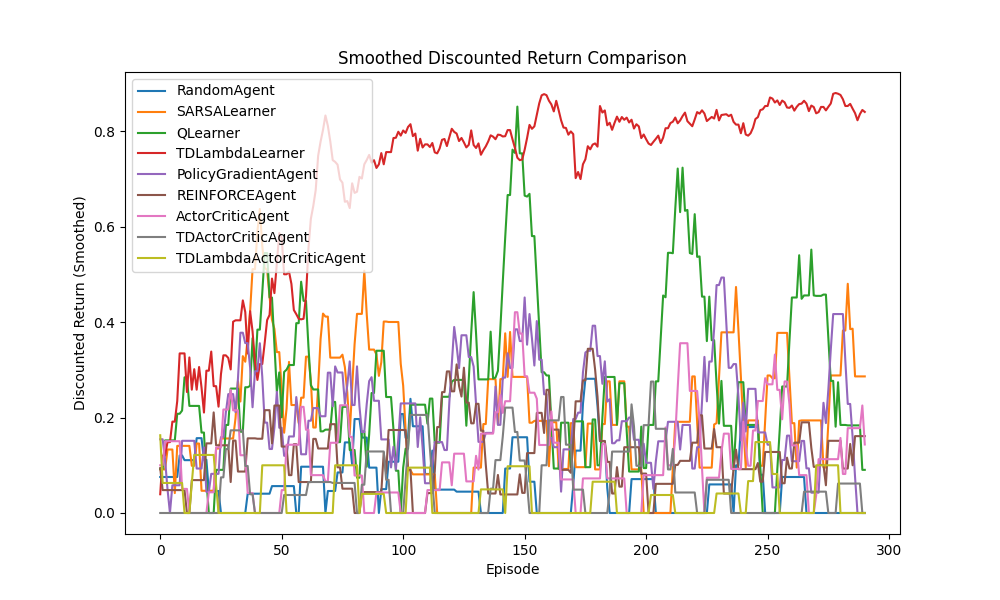 Smoothed Discounted Return Comparison
Discounted Return (Smoothed)
0.8
0.6
0.4
0.2
0.0
RandomAgent
SARSALearner
QLearner
TDLambdaLearner
PolicyGradientAgent
REINFORCEAgent
ActorCriticAgent
TDActorCriticAgent
TDLambdaActorCriticAgent
0 50 100 150 200 250 300
Episode